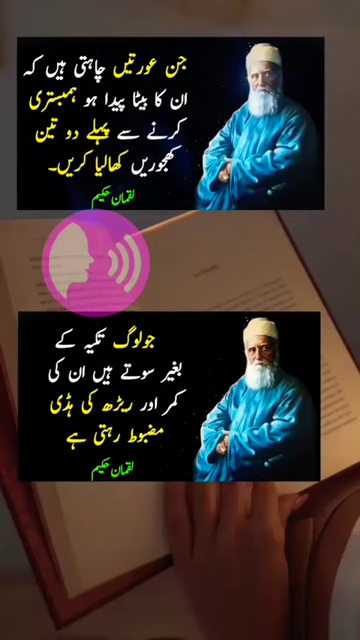 جن عورتیں چاہتی ہیں کہ
ان کا بیٹا پیدا ہو ہمبستری
کرنے سے پہلے دو تین
کھجوریں کھالیا کریں۔
لقمان حکیم
جو لوگ تکیہ کے
بغیر سوتے ہیں ان کی
کمر اور ریڑھ کی ہڈی
مضبوط رہتی ہے
لقمان حکیم